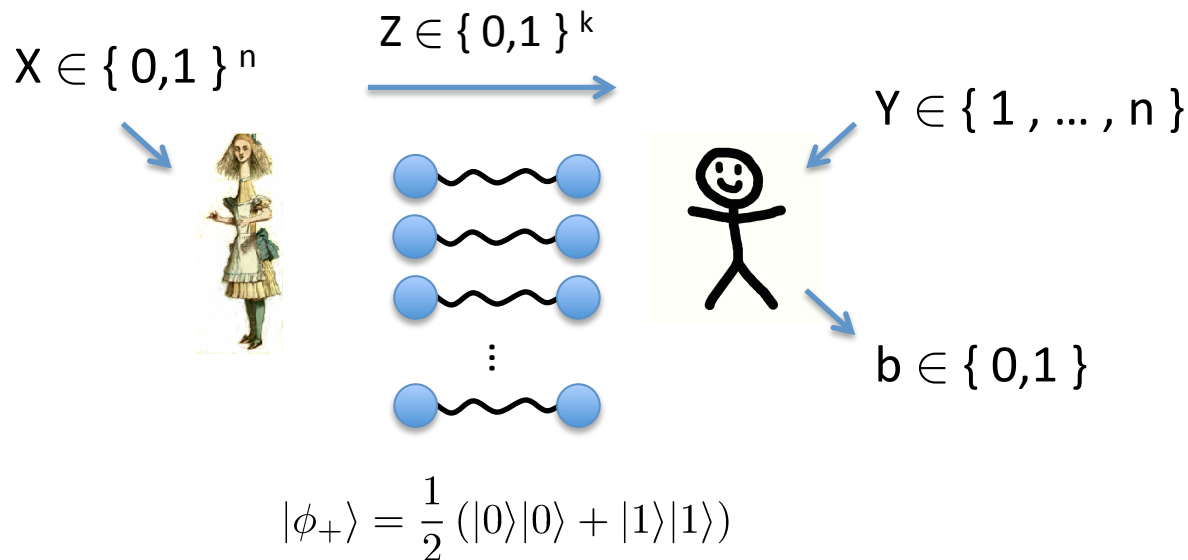 Z ∈ { 0,1 } k
X ∈ { 0,1 } n
Y ∈ { 1 , ... , n }
⋮
b ∈ { 0,1 }
|ϕ+⟩ = 1/2 (|0⟩|0⟩ + |1⟩|1⟩)